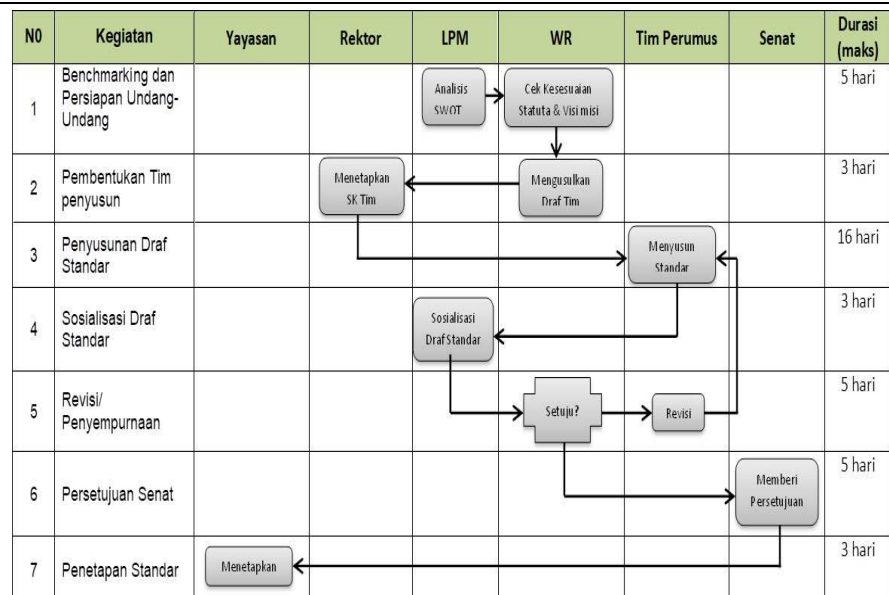 N0 Kegiatan Yayasan Rektor LPM WR Tim Perumus Senat Durasi (maks)
1
Benchmarking dan
Persiapan Undang-
Undang
Analisis
SWOT
Cek Kesesuaian
Statuta & Visi misi
5 hari
2
Pembentukan Tim
penyusun
Menetapkan
SK Tim
Mengusulkan
Draf Tim
3 hari
3
Penyusunan Draf
Standar
Menyusun
Standar
16 hari
4
Sosialisasi Draf
Standar
Sosialisasi
Draf Standar
3 hari
5
Revisi/
Penyempurnaan
Setuju?
Revisi
5 hari
6
Persetujuan Senat
Memberi
Persetujuan
5 hari
7
Penetapan Standar
Menetapkan
3 hari